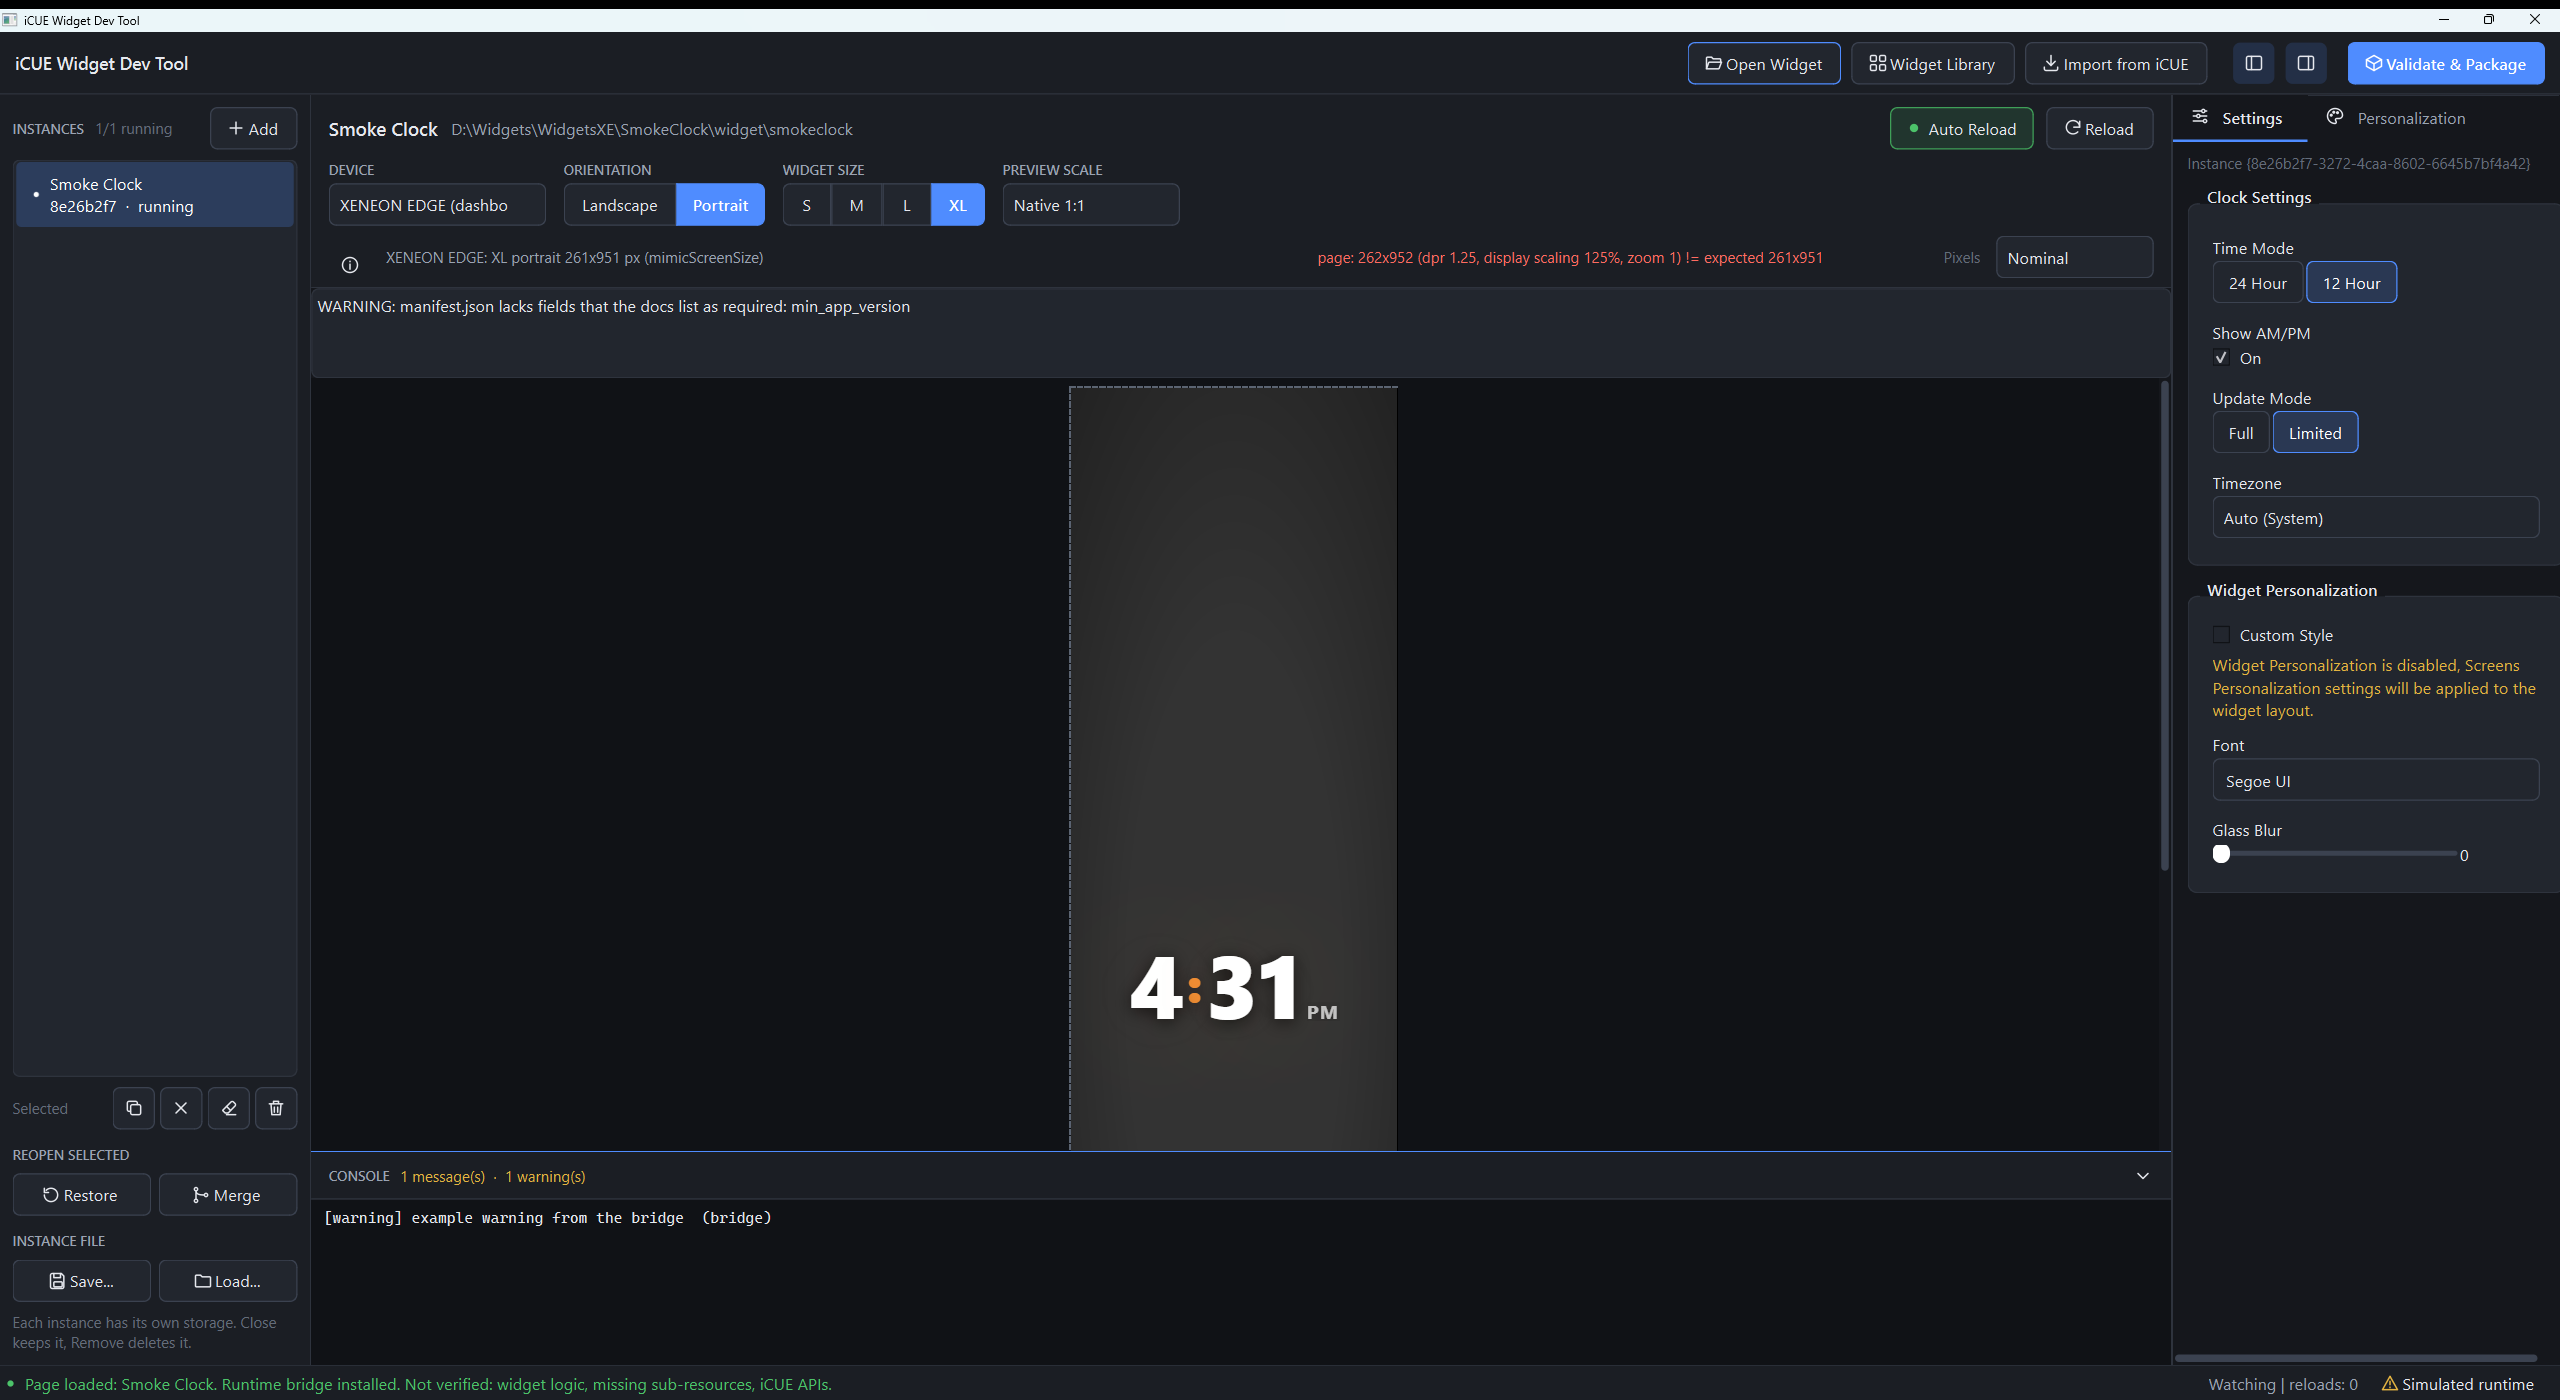 iCUE Widget Dev Tool
iCUE Widget Dev Tool
Open Widget
Widget Library
Import from iCUE
Validate & Package
INSTANCES 1/1 running
+ Add
Smoke Clock
8e26b2f7 · running
Selected
REOPEN SELECTED
Restore
Merge
INSTANCE FILE
Save...
Load...
Each instance has its own storage. Close
keeps it, Remove deletes it.
Smoke Clock D:\Widgets\WidgetsXE\SmokeClock\widget\smokeclock
Auto Reload
Reload
DEVICE
XENEON EDGE (dashbo
ORIENTATION
Landscape
Portrait
WIDGET SIZE
S
M
L
XL
PREVIEW SCALE
Native 1:1
XENEON EDGE: XL portrait 261x951 px (mimicScreenSize)
page: 262x952 (dpr 1.25, display scaling 125%, zoom 1) != expected 261x951
Pixels
Nominal
WARNING: manifest.json lacks fields that the docs list as required: min_app_version
4:31 PM
CONSOLE 1 message(s) · 1 warning(s)
[warning] example warning from the bridge (bridge)
Settings
Personalization
Instance {8e26b2f7-3272-4caa-8602-6645b7bf4a42}
Clock Settings
Time Mode
24 Hour
12 Hour
Show AM/PM
On
Update Mode
Full
Limited
Timezone
Auto (System)
Widget Personalization
Custom Style
Widget Personalization is disabled, Screens
Personalization settings will be applied to the
widget layout.
Font
Segoe UI
Glass Blur
0
Page loaded: Smoke Clock. Runtime bridge installed. Not verified: widget logic, missing sub-resources, iCUE APIs.
Watching | reloads: 0
Simulated runtime